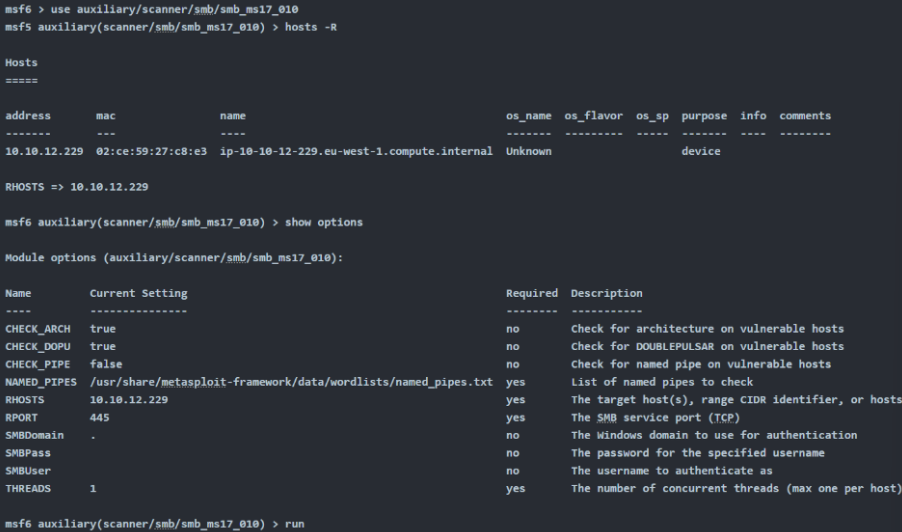 msf6 > use auxiliary/scanner/smb/smb_ms17_010
msf5 auxiliary(scanner/smb/smb_ms17_010) > hosts -R
Hosts
=====
address mac name os_name os_flavor os_sp purpose info comments
------- --- ---- ------- --------- ----- ------- ---- --------
10.10.12.229 02:ce:59:27:c8:e3 ip-10-10-12-229.eu-west-1.compute.internal Unknown device
RHOSTS => 10.10.12.229
msf6 auxiliary(scanner/smb/smb_ms17_010) > show options
Module options (auxiliary/scanner/smb/smb_ms17_010):
Name Current Setting Required Description
---- --------------- -------- -----------
CHECK_ARCH true no Check for architecture on vulnerable hosts
CHECK_DOPU true no Check for DOUBLEPULSAR on vulnerable hosts
CHECK_PIPE false no Check for named pipe on vulnerable hosts
NAMED_PIPES /usr/share/metasploit-framework/data/wordlists/named_pipes.txt yes List of named pipes to check
RHOSTS 10.10.12.229 yes The target host(s), range CIDR identifier, or hosts
RPORT 445 yes The SMB service port (TCP)
SMBDomain . no The Windows domain to use for authentication
SMBPass no The password for the specified username
SMBUser no The username to authenticate as
THREADS 1 yes The number of concurrent threads (max one per host)
msf6 auxiliary(scanner/smb/smb_ms17_010) > run